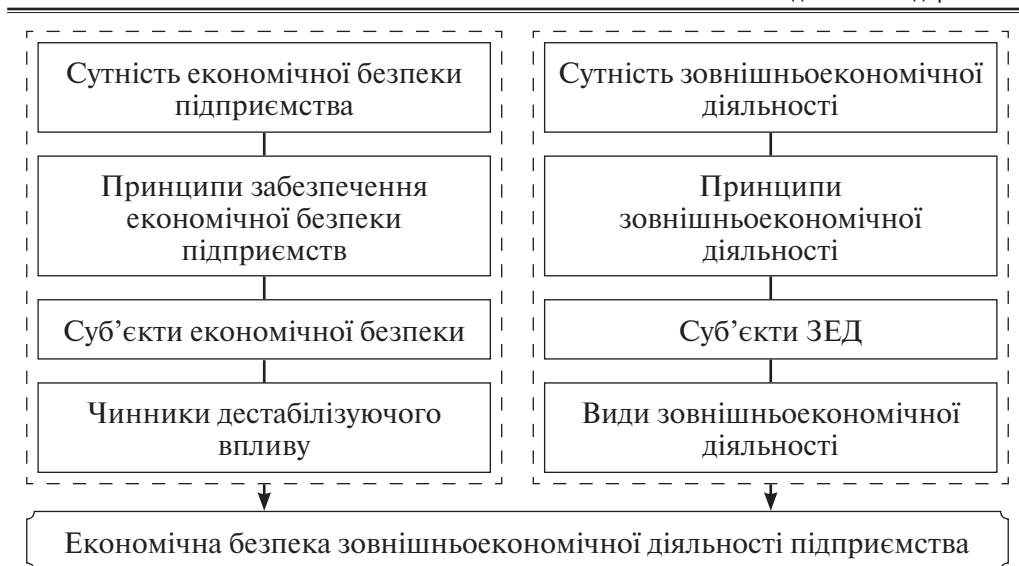 Сутність економічної безпеки
підприємства
Принципи забезпечення
економічної безпеки
підприємств
Суб’єкти економічної безпеки
Чинники дестабілізуючого
впливу
Сутність зовнішньоекономічної
діяльності
Принципи
зовнішньоекономічної
діяльності
Суб’єкти ЗЕД
Види зовнішньоекономічної
діяльності
Економічна безпека зовнішньоекономічної діяльності підприємства